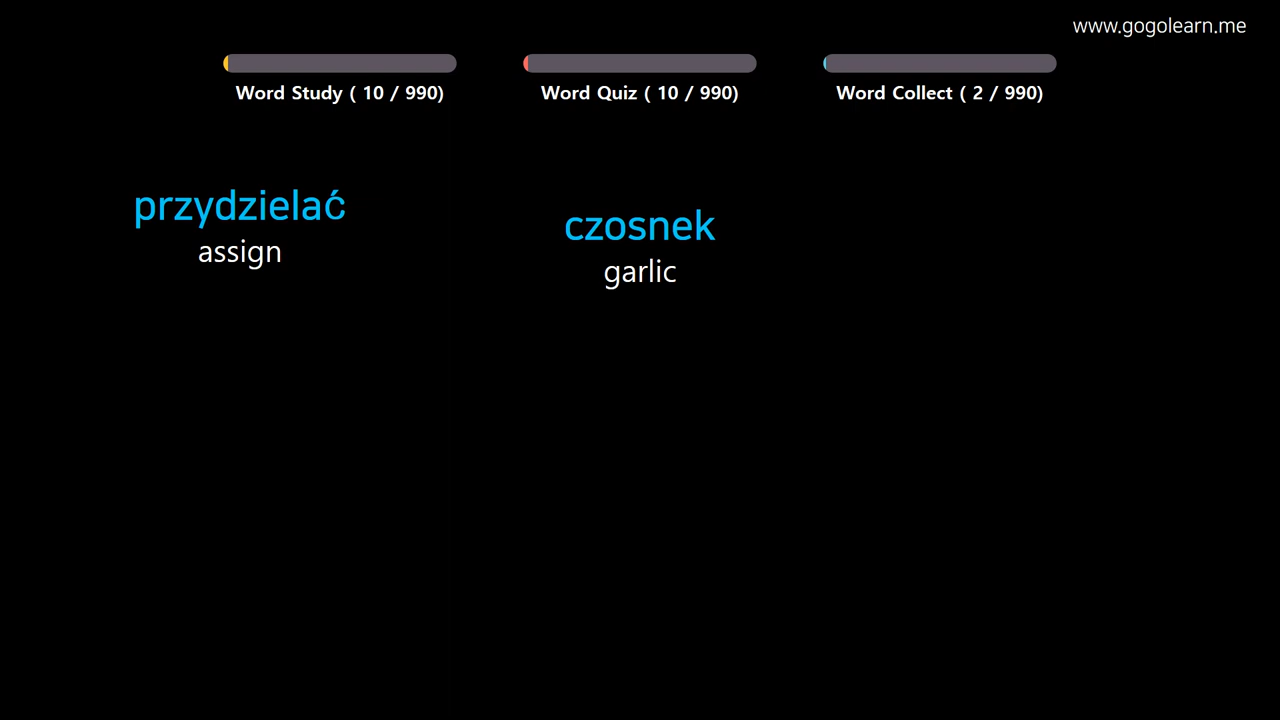 www.gogolearn.me
Word Study ( 10 / 990)
Word Quiz ( 10 / 990)
Word Collect ( 2 / 990)
przydzielać
assign
czosnek
garlic